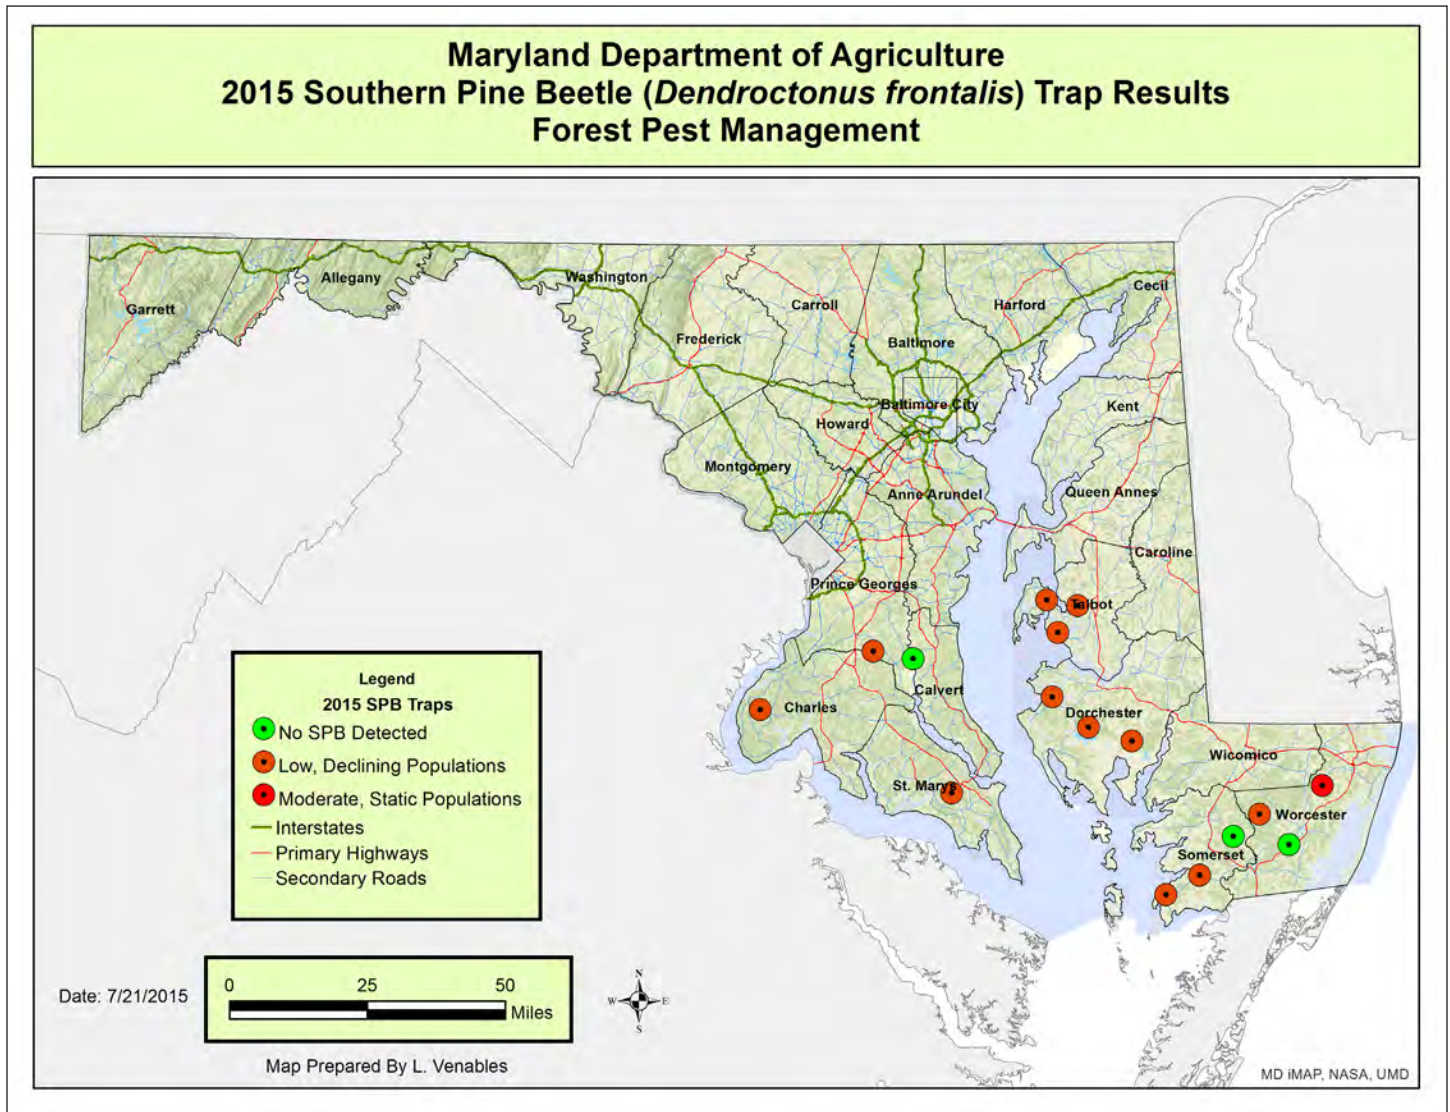 Maryland Department of Agriculture
2015 Southern Pine Beetle (Dendroctonus frontalis) Trap Results
Forest Pest Management
Garrett
Allegany
Washington
Frederick
Carroll
Baltimore
Harford
Cecil
Baltimore City
Howard
Kent
Montgomery
Anne Arundel
Queen Annes
Caroline
Prince Georges
Talbot
Calvert
Charles
Dorchester
Wicomico
St. Marys
Worcester
Somerset
Legend
2015 SPB Traps
No SPB Detected
Low, Declining Populations
Moderate, Static Populations
Interstates
Primary Highways
Secondary Roads
0 25 50
Miles
Date: 7/21/2015
N
W E
S
Map Prepared By L. Venables
MD iMAP, NASA, UMD